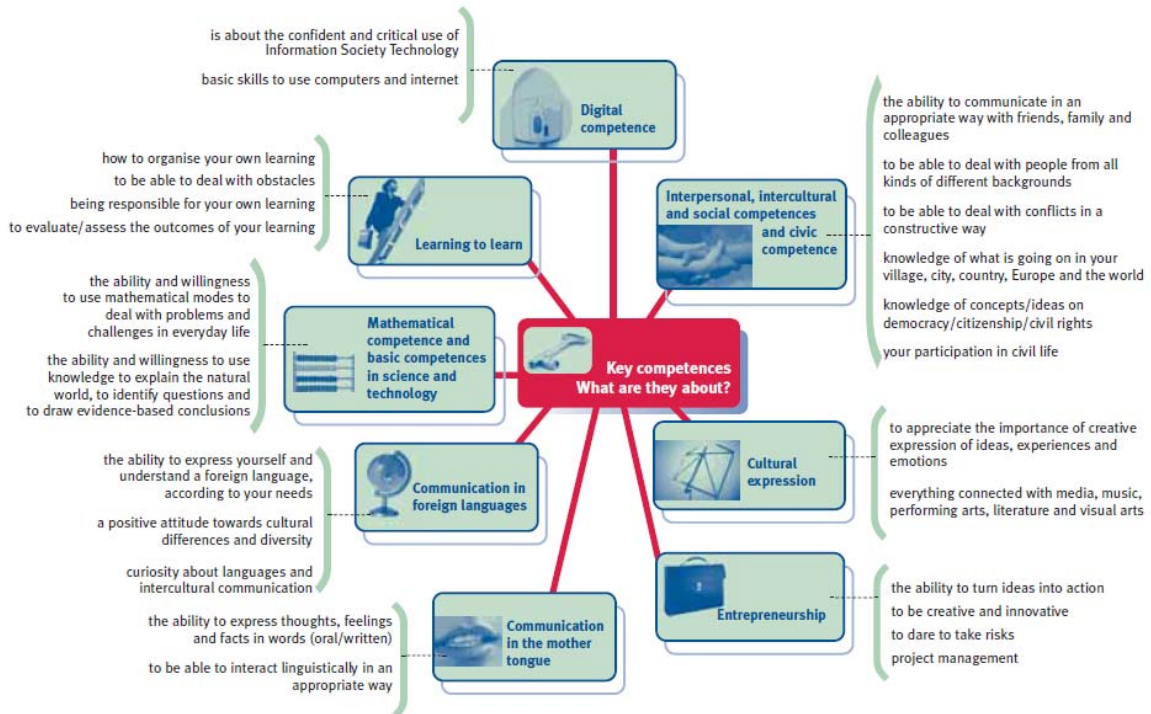 is about the confident and critical use of
Information Society Technology
basic skills to use computers and internet
Digital
competence
how to organise your own learning
to be able to deal with obstacles
being responsible for your own learning
to evaluate/assess the outcomes of your learning
Learning to learn
Interpersonal, intercultural
and social competences
and civic
competence
the ability to communicate in an
appropriate way with friends, family and
colleagues
to be able to deal with people from all
kinds of different backgrounds
to be able to deal with conflicts in a
constructive way
knowledge of what is going on in your
village, city, country, Europe and the world
knowledge of concepts/ideas on
democracy/citizenship/civil rights
your participation in civil life
the ability and willingness
to use mathematical modes to
deal with problems and
challenges in everyday life
the ability and willingness to use
knowledge to explain the natural
world, to identify questions and
to draw evidence-based conclusions
Mathematical
competence and
basic competences
in science and
technology
Key competences
What are they about?
the ability to express yourself and
understand a foreign language,
according to your needs
a positive attitude towards cultural
differences and diversity
curiosity about languages and
intercultural communication
Communication in
foreign languages
Cultural
expression
to appreciate the importance of creative
expression of ideas, experiences and
emotions
everything connected with media, music,
performing arts, literature and visual arts
the ability to express thoughts, feelings
and facts in words (oral/written)
to be able to interact linguistically in an
appropriate way
Communication
in the mother
tongue
Entrepreneurship
the ability to turn ideas into action
to be creative and innovative
to dare to take risks
project management